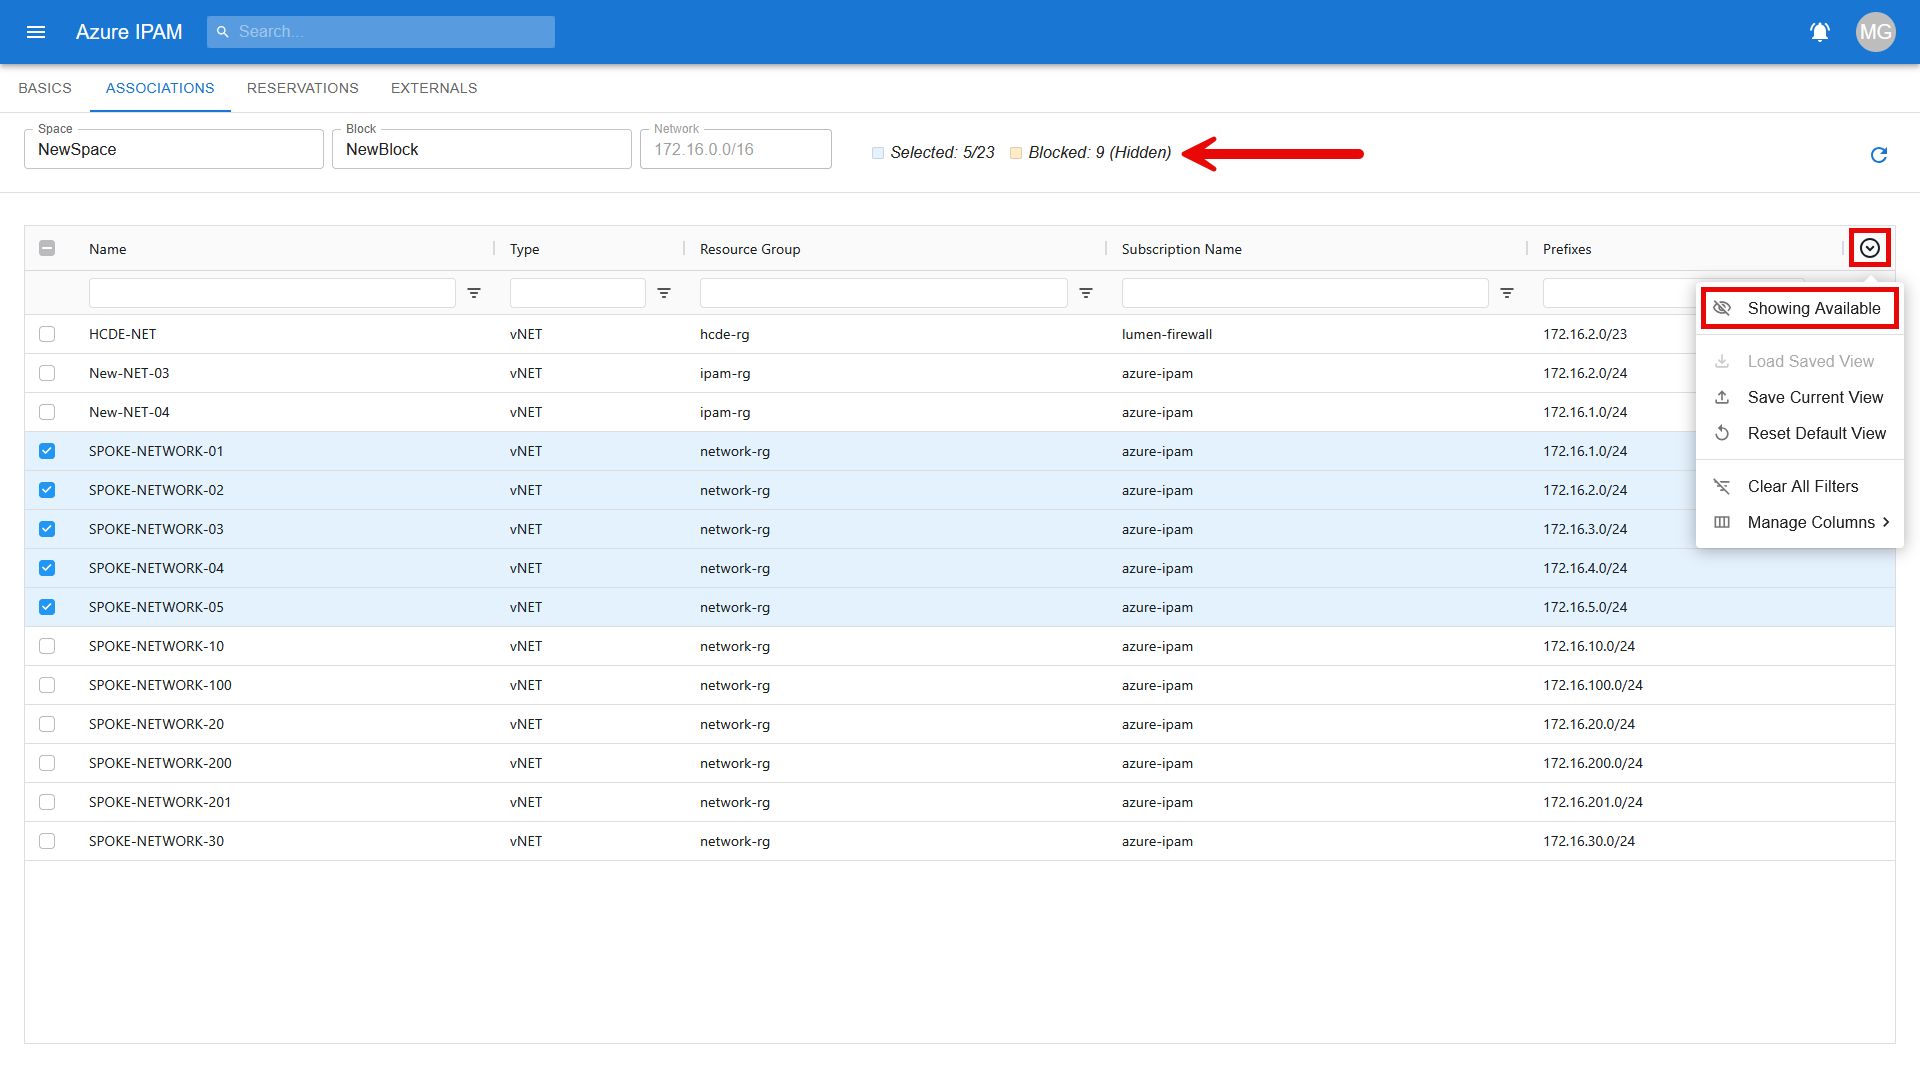 Azure IPAM
Search...
MG
BASICS
ASSOCIATIONS
RESERVATIONS
EXTERNALS
Space
NewSpace
Block
NewBlock
Network
172.16.0.0/16
Selected: 5/23
Blocked: 9 (Hidden)
Name Type Resource Group Subscription Name Prefixes
HCDE-NET vNET hcde-rg lumen-firewall 172.16.2.0/23
New-NET-03 vNET ipam-rg azure-ipam 172.16.2.0/24
New-NET-04 vNET ipam-rg azure-ipam 172.16.1.0/24
SPOKE-NETWORK-01 vNET network-rg azure-ipam 172.16.1.0/24
SPOKE-NETWORK-02 vNET network-rg azure-ipam 172.16.2.0/24
SPOKE-NETWORK-03 vNET network-rg azure-ipam 172.16.3.0/24
SPOKE-NETWORK-04 vNET network-rg azure-ipam 172.16.4.0/24
SPOKE-NETWORK-05 vNET network-rg azure-ipam 172.16.5.0/24
SPOKE-NETWORK-10 vNET network-rg azure-ipam 172.16.10.0/24
SPOKE-NETWORK-100 vNET network-rg azure-ipam 172.16.100.0/24
SPOKE-NETWORK-20 vNET network-rg azure-ipam 172.16.20.0/24
SPOKE-NETWORK-200 vNET network-rg azure-ipam 172.16.200.0/24
SPOKE-NETWORK-201 vNET network-rg azure-ipam 172.16.201.0/24
SPOKE-NETWORK-30 vNET network-rg azure-ipam 172.16.30.0/24
Showing Available
Load Saved View
Save Current View
Reset Default View
Clear All Filters
Manage Columns